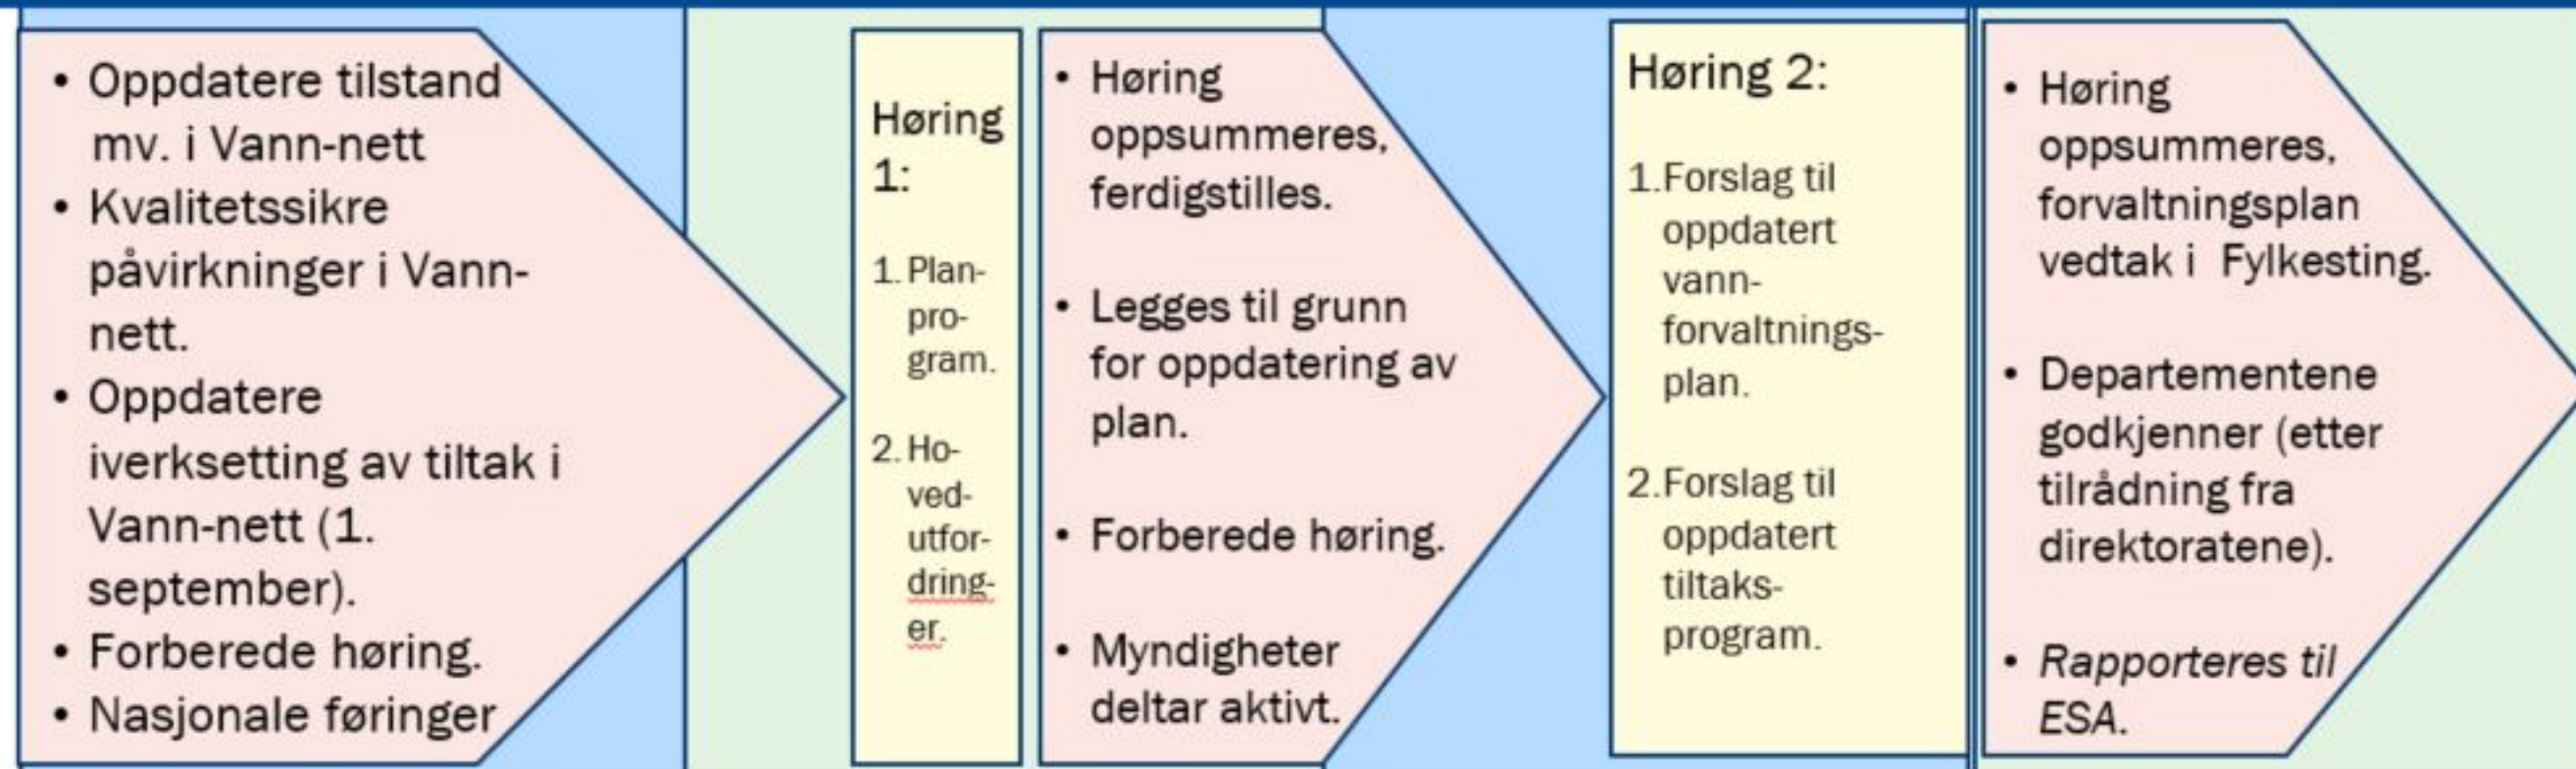 • Oppdatere tilstand
mv. i Vann-nett
• Kvalitetssikre
påvirkninger i Vann-
nett.
• Oppdatere
iverksetting av tiltak i
Vann-nett (1.
september).
• Forberede høring.
• Nasjonale føringer
Høring
1:
1. Plan-
pro-
gram.
2. Ho-
ved-
utfor-
dring-
er.
• Høring
oppsummeres,
ferdigstilles.
• Legges til grunn
for oppdatering av
plan.
• Forberede høring.
• Myndigheter
deltar aktivt.
Høring 2:
1.Forslag til
oppdatert
vann-
forvaltnings-
plan.
2.Forslag til
oppdatert
tiltaks-
program.
• Høring
oppsummeres,
forvaltningsplan
vedtak i Fylkesting.
• Departementene
godkjenner (etter
tilrådning fra
direktoratene).
• Rapporteres til
ESA.